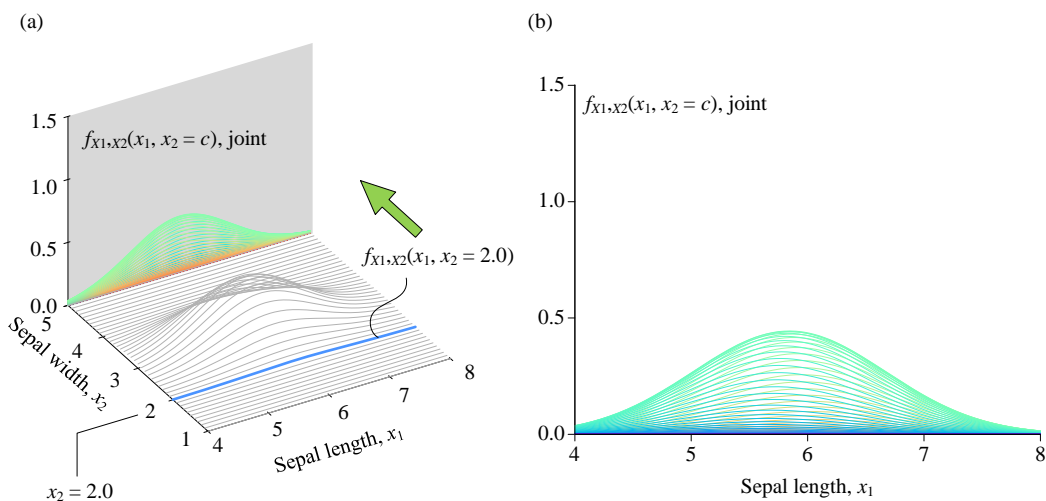 (a)
1.5
f_{X1,X2}(x_1, x_2 = c), joint
1.0
0.5
0.0
5
4
3
2
1
Sepal width, x_2
4
5
6
7
8
Sepal length, x_1
f_{X1,X2}(x_1, x_2 = 2.0)
x_2 = 2.0
(b)
1.5
f_{X1,X2}(x_1, x_2 = c), joint
1.0
0.5
0.0
4
5
6
7
8
Sepal length, x_1